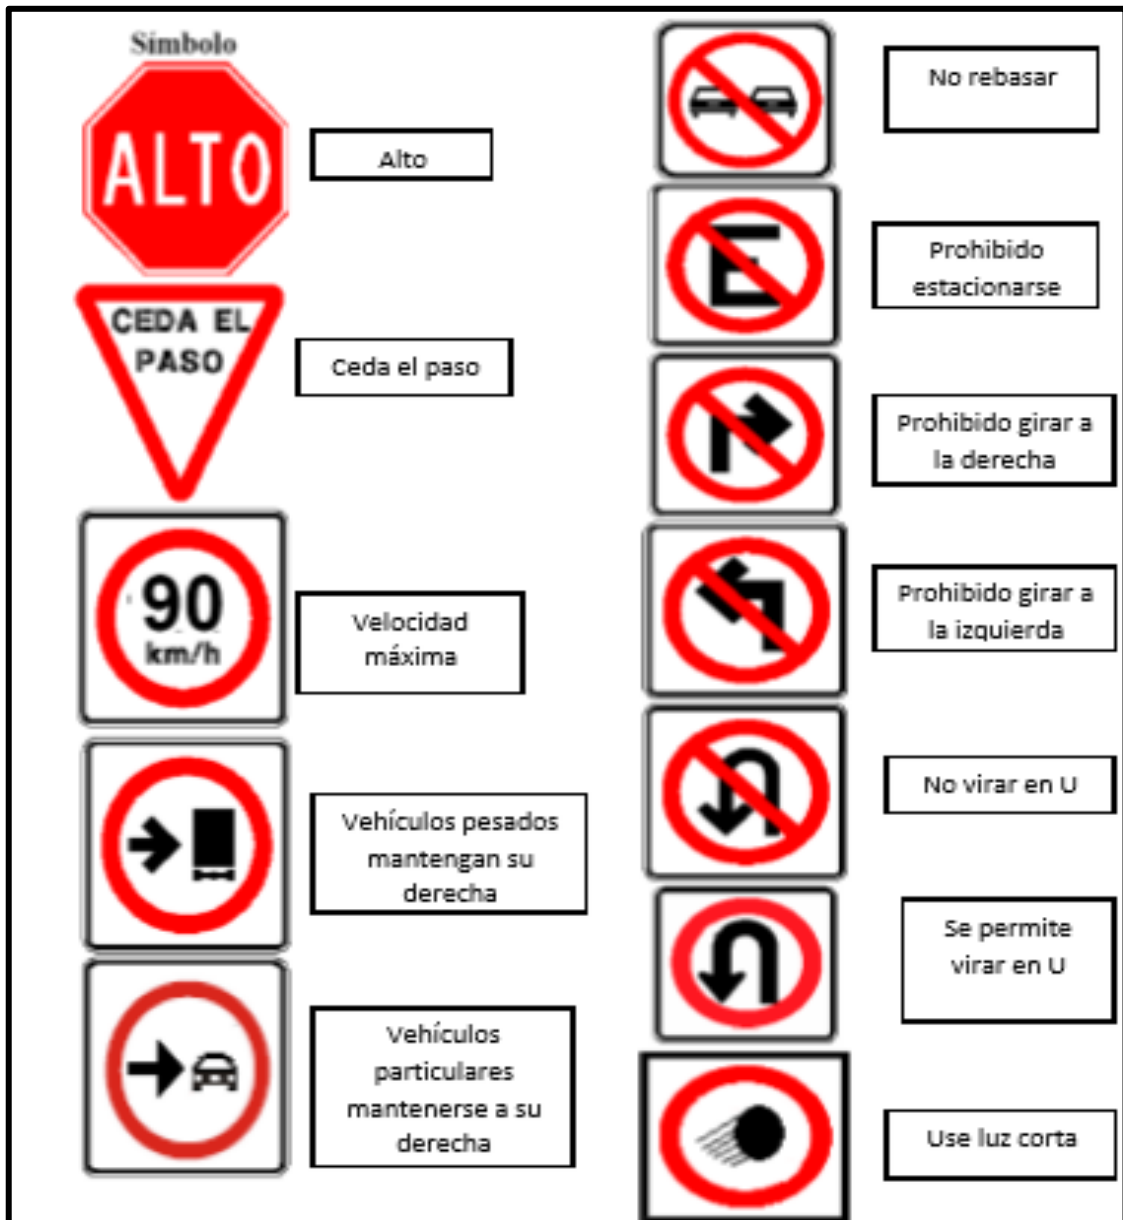 Símbolo
ALTO
Alto
CEDA EL
PASO
Ceda el paso
90
km/h
Velocidad
máxima
Vehículos pesados
mantengan su
derecha
Vehículos
particulares
mantenerse a su
derecha
No rebasar
E
Prohibido
estacionarse
Prohibido girar a
la derecha
Prohibido girar a
la izquierda
No virar en U
Se permite
virar en U
Use luz corta